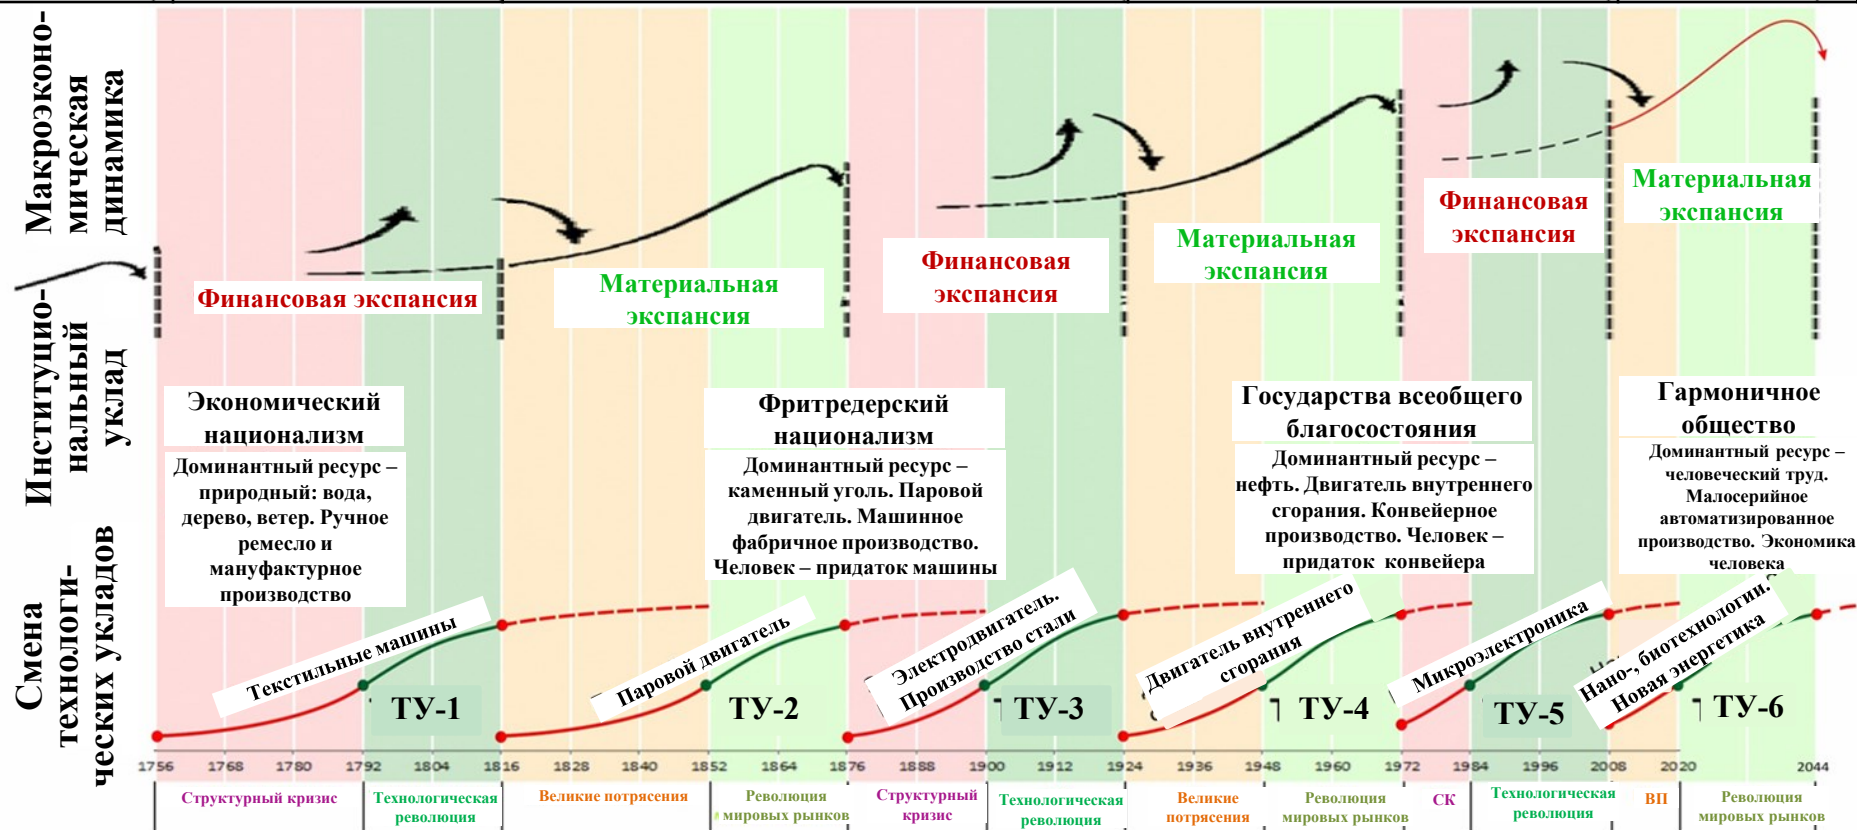 Макроэконо-
мическая
динамика
Институцио-
нальный
уклад
Смена
технологи-
ческих укладов
Финансовая экспансия
Материальная
экспансия
Финансовая
экспансия
Материальная
экспансия
Финансовая
экспансия
Материальная
экспансия
Экономический
национализм
Доминантный ресурс –
природный: вода,
дерево, ветер. Ручное
ремесло и
мануфактурное
производство
Фритредерский
национализм
Доминантный ресурс –
каменный уголь. Паровой
двигатель. Машинное
фабричное производство.
Человек – придаток машины
Государства всеобщего
благосостояния
Доминантный ресурс –
нефть. Двигатель внутреннего
сгорания. Конвейерное
производство. Человек –
придаток конвейера
Гармоничное
общество
Доминантный ресурс –
человеческий труд.
Малосерийное
автоматизированное
производство. Экономика
человека
Текстильные машины
ТУ-1
Паровой двигатель
ТУ-2
Электродвигатель.
Производство стали
ТУ-3
Двигатель внутреннего
сгорания
ТУ-4
Микроэлектроника
ТУ-5
Нано-, биотехнологии.
Новая энергетика
ТУ-6
1756 1768 1780 1792 1804 1816 1828 1840 1852 1864 1876 1888 1900 1912 1924 1936 1948 1960 1972 1984 1996 2008 2020 2044
Структурный кризис
Технологическая
революция
Великие потрясения
Революция
мировых рынков
Структурный
кризис
Технологическая
революция
Великие
потрясения
Революция
мировых рынков
СК
Технологическая
революция
ВП
Революция
мировых рынков